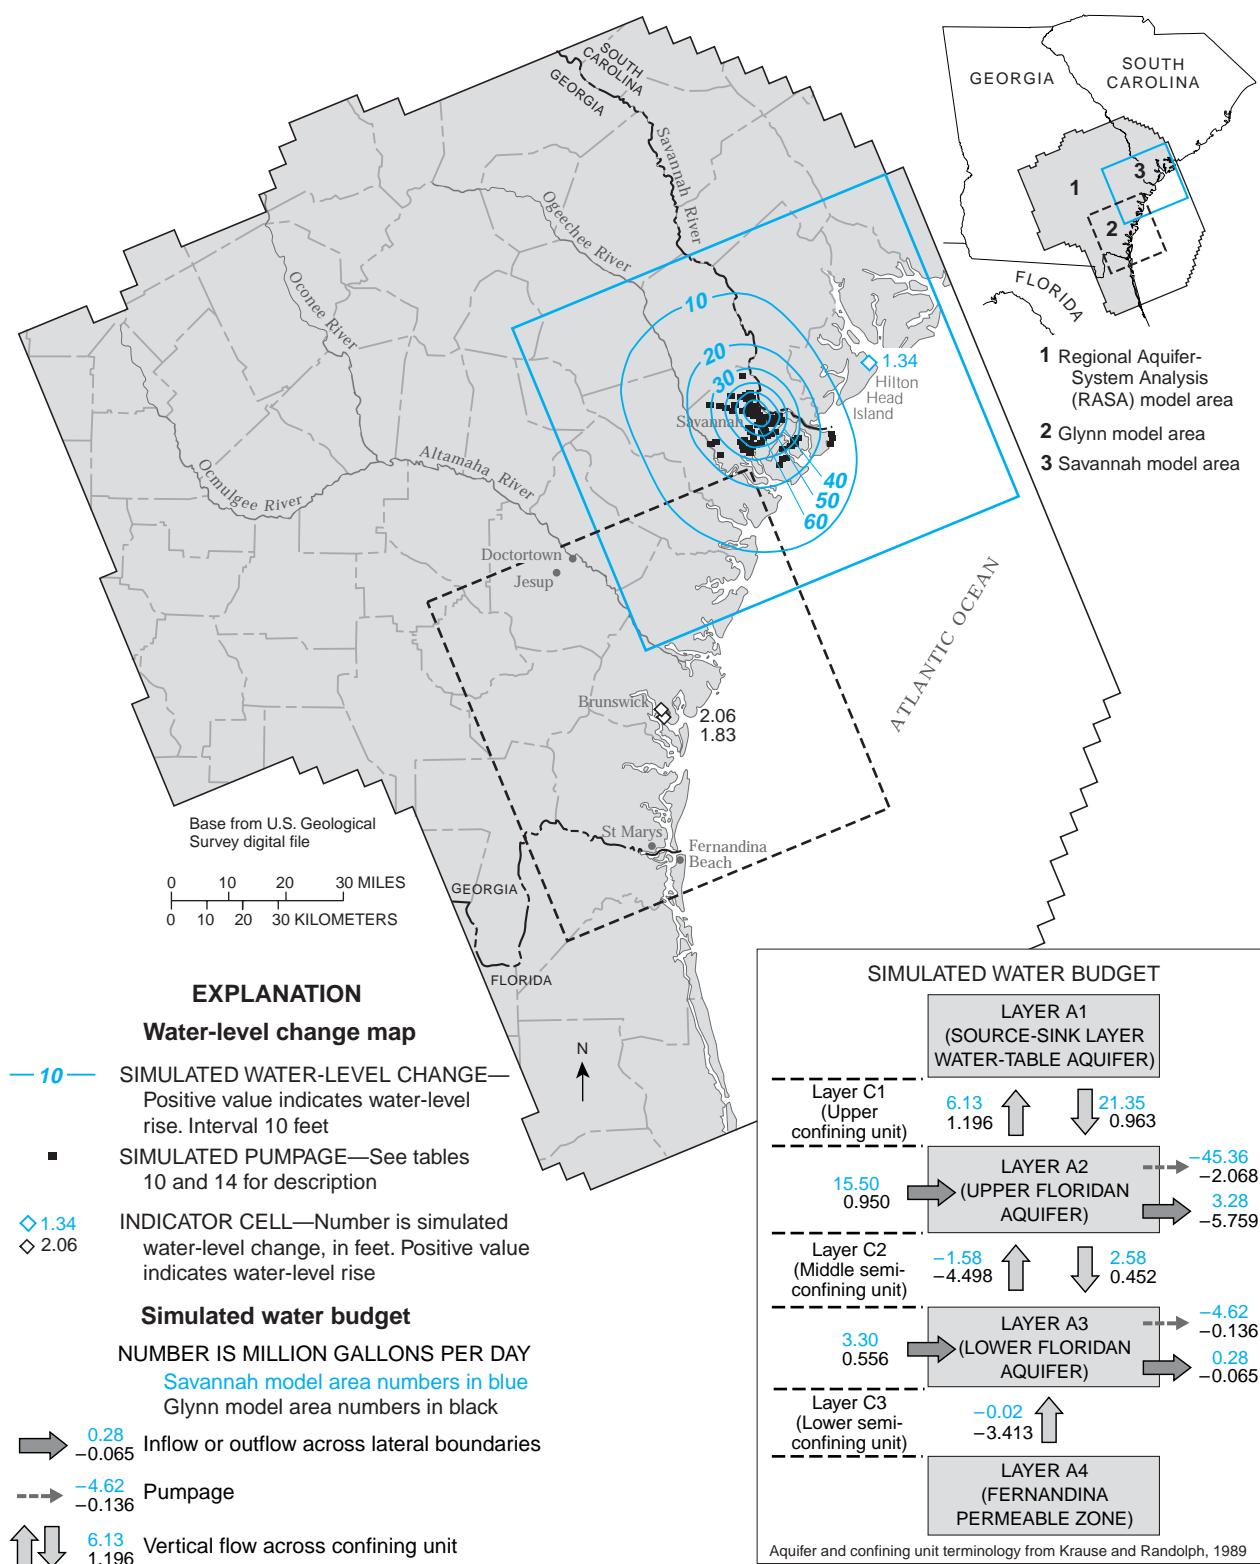 SOUTH
CAROLINA
GEORGIA
Savannah River
Ogeechee River
Oconee River
Ocmulgee River
Altamaha River
10
20
30
40
50
60
Savannah
1.34
Hilton
Head
Island
Doctortown
Jesup
Brunswick
2.06
1.83
St Marys
Fernandina
Beach
GEORGIA
FLORIDA
ATLANTIC OCEAN
N
Base from U.S. Geological
Survey digital file
0 10 20 30 MILES
0 10 20 30 KILOMETERS
GEORGIA
SOUTH
CAROLINA
FLORIDA
1
2
3
1 Regional Aquifer-
System Analysis
(RASA) model area
2 Glynn model area
3 Savannah model area
EXPLANATION
Water-level change map
10 SIMULATED WATER-LEVEL CHANGE—
Positive value indicates water-level
rise. Interval 10 feet
SIMULATED PUMPAGE—See tables
10 and 14 for description
1.34 INDICATOR CELL—Number is simulated
2.06 water-level change, in feet. Positive value
indicates water-level rise
Simulated water budget
NUMBER IS MILLION GALLONS PER DAY
Savannah model area numbers in blue
Glynn model area numbers in black
0.28
−0.065 Inflow or outflow across lateral boundaries
−4.62
−0.136 Pumpage
6.13
1.196 Vertical flow across confining unit
SIMULATED WATER BUDGET
LAYER A1
(SOURCE-SINK LAYER
WATER-TABLE AQUIFER)
Layer C1
(Upper
confining unit)
6.13
1.196
21.35
0.963
15.50
0.950
LAYER A2
(UPPER FLORIDAN
AQUIFER)
−45.36
−2.068
3.28
−5.759
Layer C2
(Middle semi-
confining unit)
−1.58
−4.498
2.58
0.452
3.30
0.556
LAYER A3
(LOWER FLORIDAN
AQUIFER)
−4.62
−0.136
0.28
−0.065
Layer C3
(Lower semi-
confining unit)
−0.02
−3.413
LAYER A4
(FERNANDINA
PERMEABLE ZONE)
Aquifer and confining unit terminology from Krause and Randolph, 1989